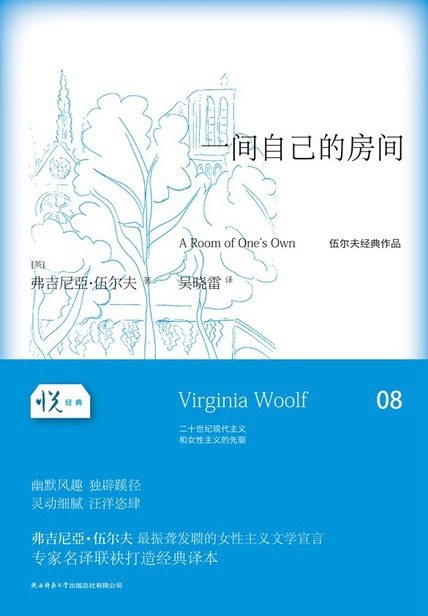 一间自己的房间
A Room of One's Own 伍尔夫经典作品
[英]
弗吉尼亞·伍尔夫 著 吴晓雷 译
悦 经典
Virginia Woolf 08
二十世纪现代主义
和女性主义的先驱
幽默风趣 独辟蹊径
灵动细腻 汪洋恣肆
弗吉尼亞·伍尔夫 最振聋发聩的女性主义文学宣言
专家名译联袂打造经典译本
陕西师范大学出版总社有限公司